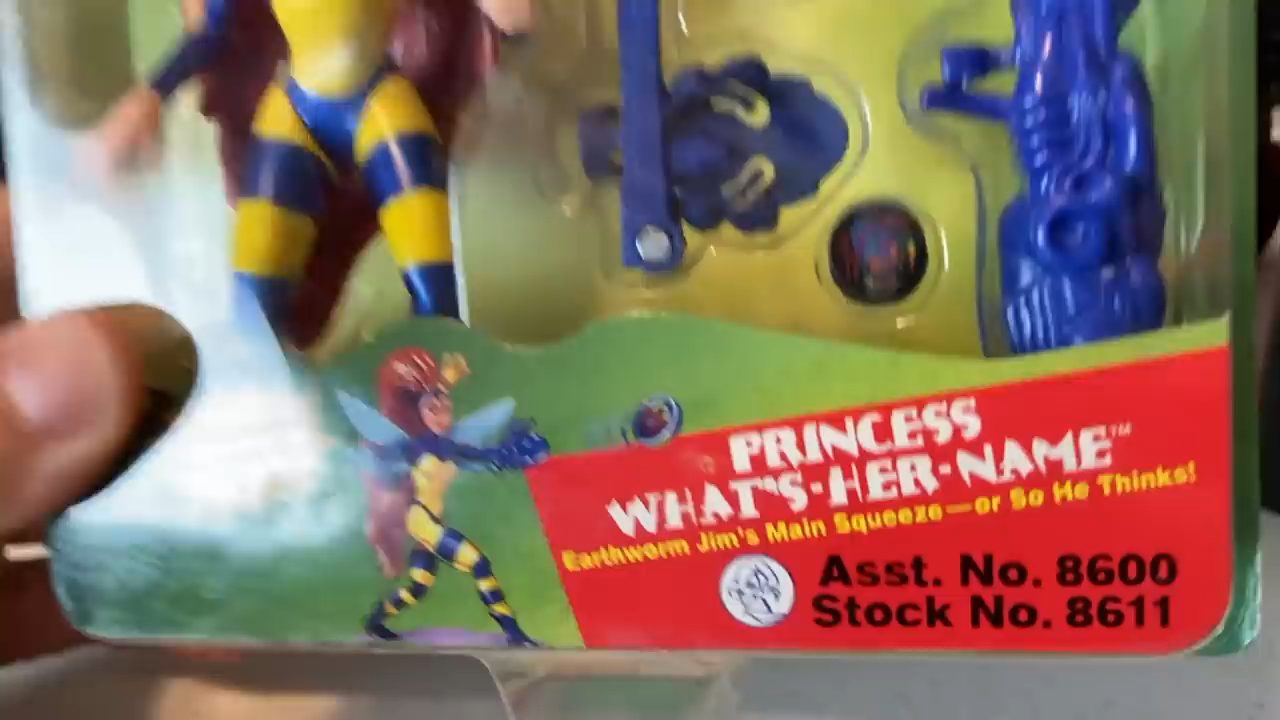 PRINCESS
WHAT'S-HER-NAME™
Earthworm Jim's Main Squeeze—or So He Thinks!
Asst. No. 8600
Stock No. 8611